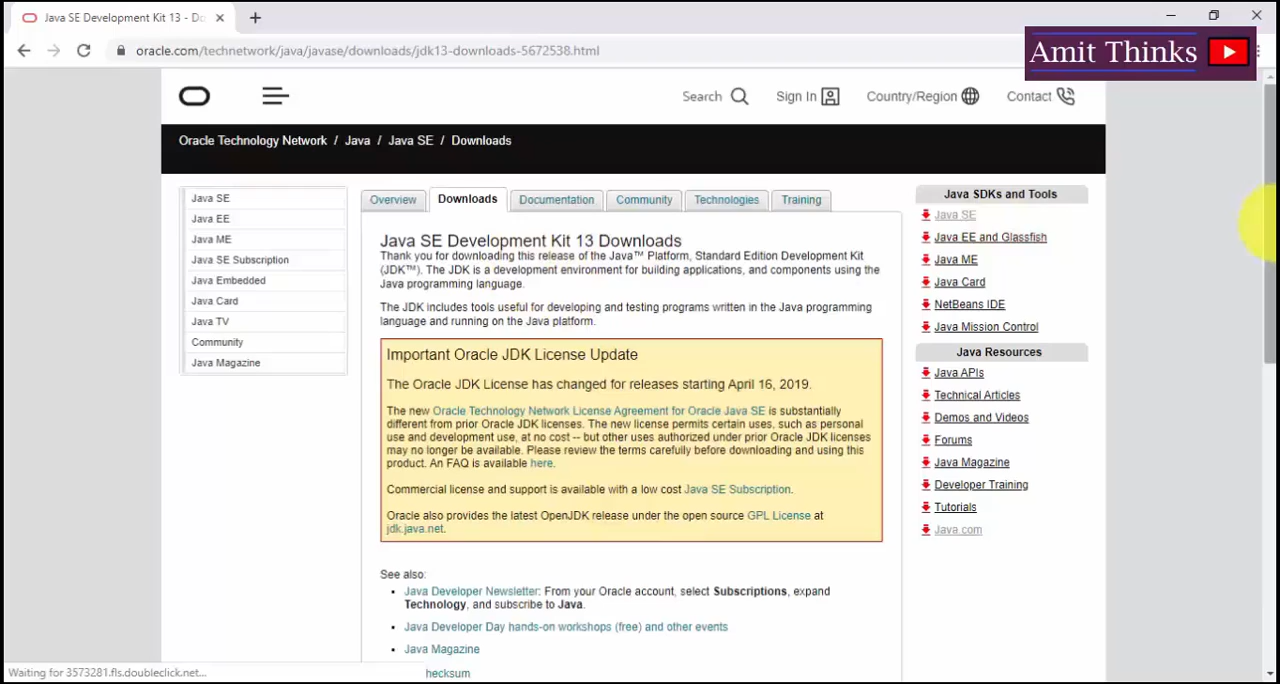 Java SE Development Kit 13 - Do
oracle.com/technetwork/java/javase/downloads/jdk13-downloads-5672538.html
Amit Thinks
Search
Sign In
Country/Region
Contact
Oracle Technology Network / Java / Java SE / Downloads
Java SE
Java EE
Java ME
Java SE Subscription
Java Embedded
Java Card
Java TV
Community
Java Magazine
Overview
Downloads
Documentation
Community
Technologies
Training
Java SE Development Kit 13 Downloads
Thank you for downloading this release of the Java™ Platform, Standard Edition Development Kit
(JDK™). The JDK is a development environment for building applications, and components using the
Java programming language.
The JDK includes tools useful for developing and testing programs written in the Java programming
language and running on the Java platform.
Important Oracle JDK License Update
The Oracle JDK License has changed for releases starting April 16, 2019.
The new Oracle Technology Network License Agreement for Oracle Java SE is substantially
different from prior Oracle JDK licenses. The new license permits certain uses, such as personal
use and development use, at no cost -- but other uses authorized under prior Oracle JDK licenses
may no longer be available. Please review the terms carefully before downloading and using this
product. An FAQ is available here.
Commercial license and support is available with a low cost Java SE Subscription.
Oracle also provides the latest OpenJDK release under the open source GPL License at
jdk.java.net.
See also:
Java Developer Newsletter: From your Oracle account, select Subscriptions, expand
Technology, and subscribe to Java.
Java Developer Day hands-on workshops (free) and other events
Java Magazine
hecksum
Java SDKs and Tools
Java SE
Java EE and Glassfish
Java ME
Java Card
NetBeans IDE
Java Mission Control
Java Resources
Java APIs
Technical Articles
Demos and Videos
Forums
Java Magazine
Developer Training
Tutorials
Java.com
Waiting for 3573281.fls.doubleclick.net...